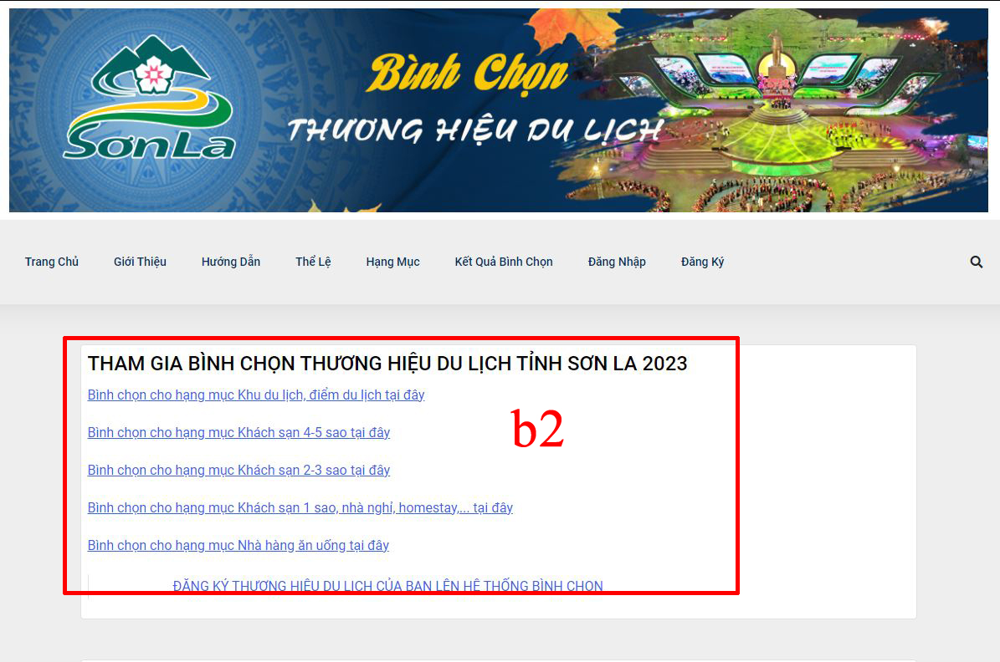 Bình Chọn
THƯƠNG HIỆU DU LỊCH
SơnLa
Trang Chủ Giới Thiệu Hướng Dẫn Thể Lệ Hạng Mục Kết Quả Bình Chọn Đăng Nhập Đăng Ký
THAM GIA BÌNH CHỌN THƯƠNG HIỆU DU LỊCH TỈNH SƠN LA 2023
Bình chọn cho hạng mục Khu du lịch, điểm du lịch tại đây
b2
Bình chọn cho hạng mục Khách sạn 4-5 sao tại đây
Bình chọn cho hạng mục Khách sạn 2-3 sao tại đây
Bình chọn cho hạng mục Khách sạn 1 sao, nhà nghỉ, homestay,... tại đây
Bình chọn cho hạng mục Nhà hàng ăn uống tại đây
ĐĂNG KÝ THƯƠNG HIỆU DU LỊCH CỦA BẠN LÊN HỆ THỐNG BÌNH CHỌN